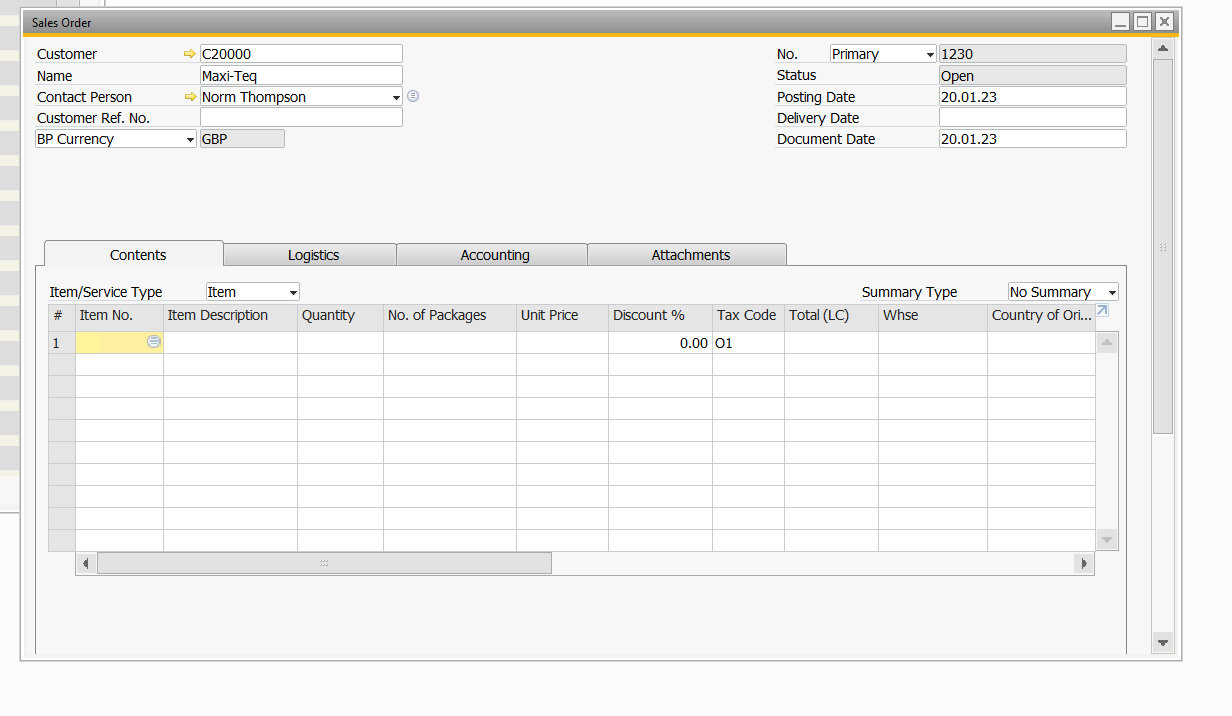 Sales Order
Customer C20000 No. Primary 1230
Name Maxi-Teq Status Open
Contact Person Norm Thompson Posting Date 20.01.23
Customer Ref. No. Delivery Date
BP Currency GBP Document Date 20.01.23
Contents Logistics Accounting Attachments
Item/Service Type Item Summary Type No Summary
# Item No. Item Description Quantity No. of Packages Unit Price Discount % Tax Code Total (LC) Whse Country of Ori...
1 0.00 O1